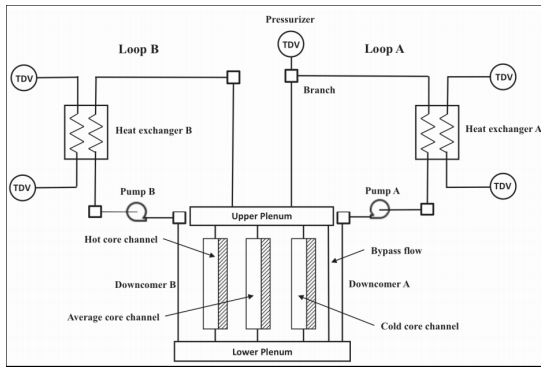 Pressurizer
Loop B
TDV
Loop A
TDV
TDV
Branch
Heat exchanger B
Heat exchanger A
TDV
TDV
Pump B
Pump A
Upper Plenum
Hot core channel
Bypass flow
Downcomer B
Downcomer A
Average core channel
Cold core channel
Lower Plenum